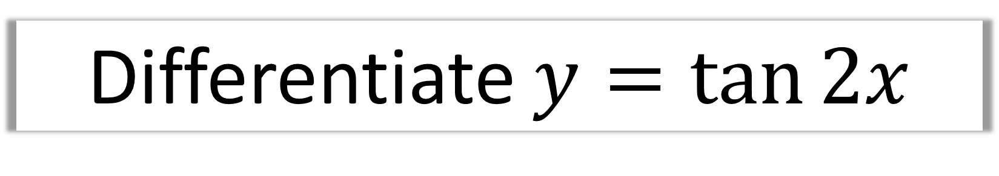 Differentiate y = tan 2x